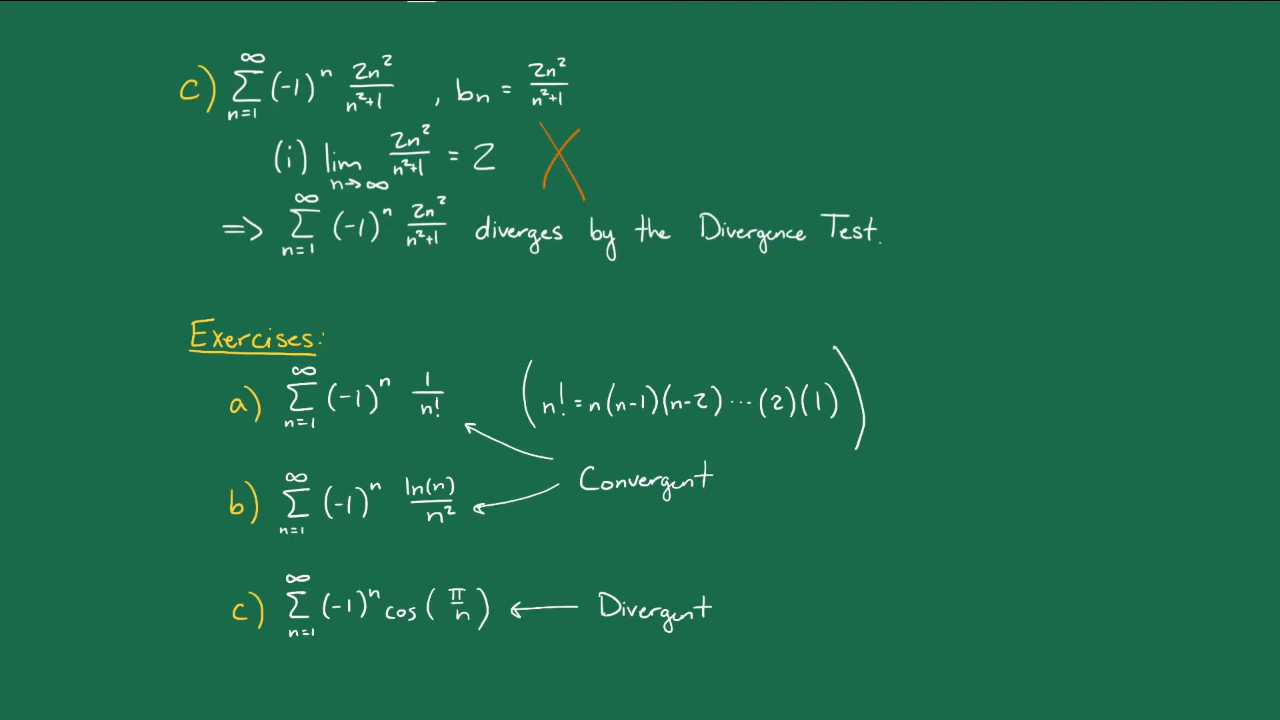 c) ∑_{n=1}^{∞} (-1)^n 2n²/(n²+1) , bn = 2n²/(n²+1)
(i) lim_{n→∞} 2n²/(n²+1) = 2 X
=> ∑_{n=1}^{∞} (-1)^n 2n²/(n²+1) diverges by the Divergence Test.
Exercises:
a) ∑_{n=1}^{∞} (-1)^n 1/n! (n! = n(n-1)(n-2)···(2)(1))
Convergent
b) ∑_{n=1}^{∞} (-1)^n ln(n)/n²
c) ∑_{n=1}^{∞} (-1)^n cos(π/n) ← Divergent